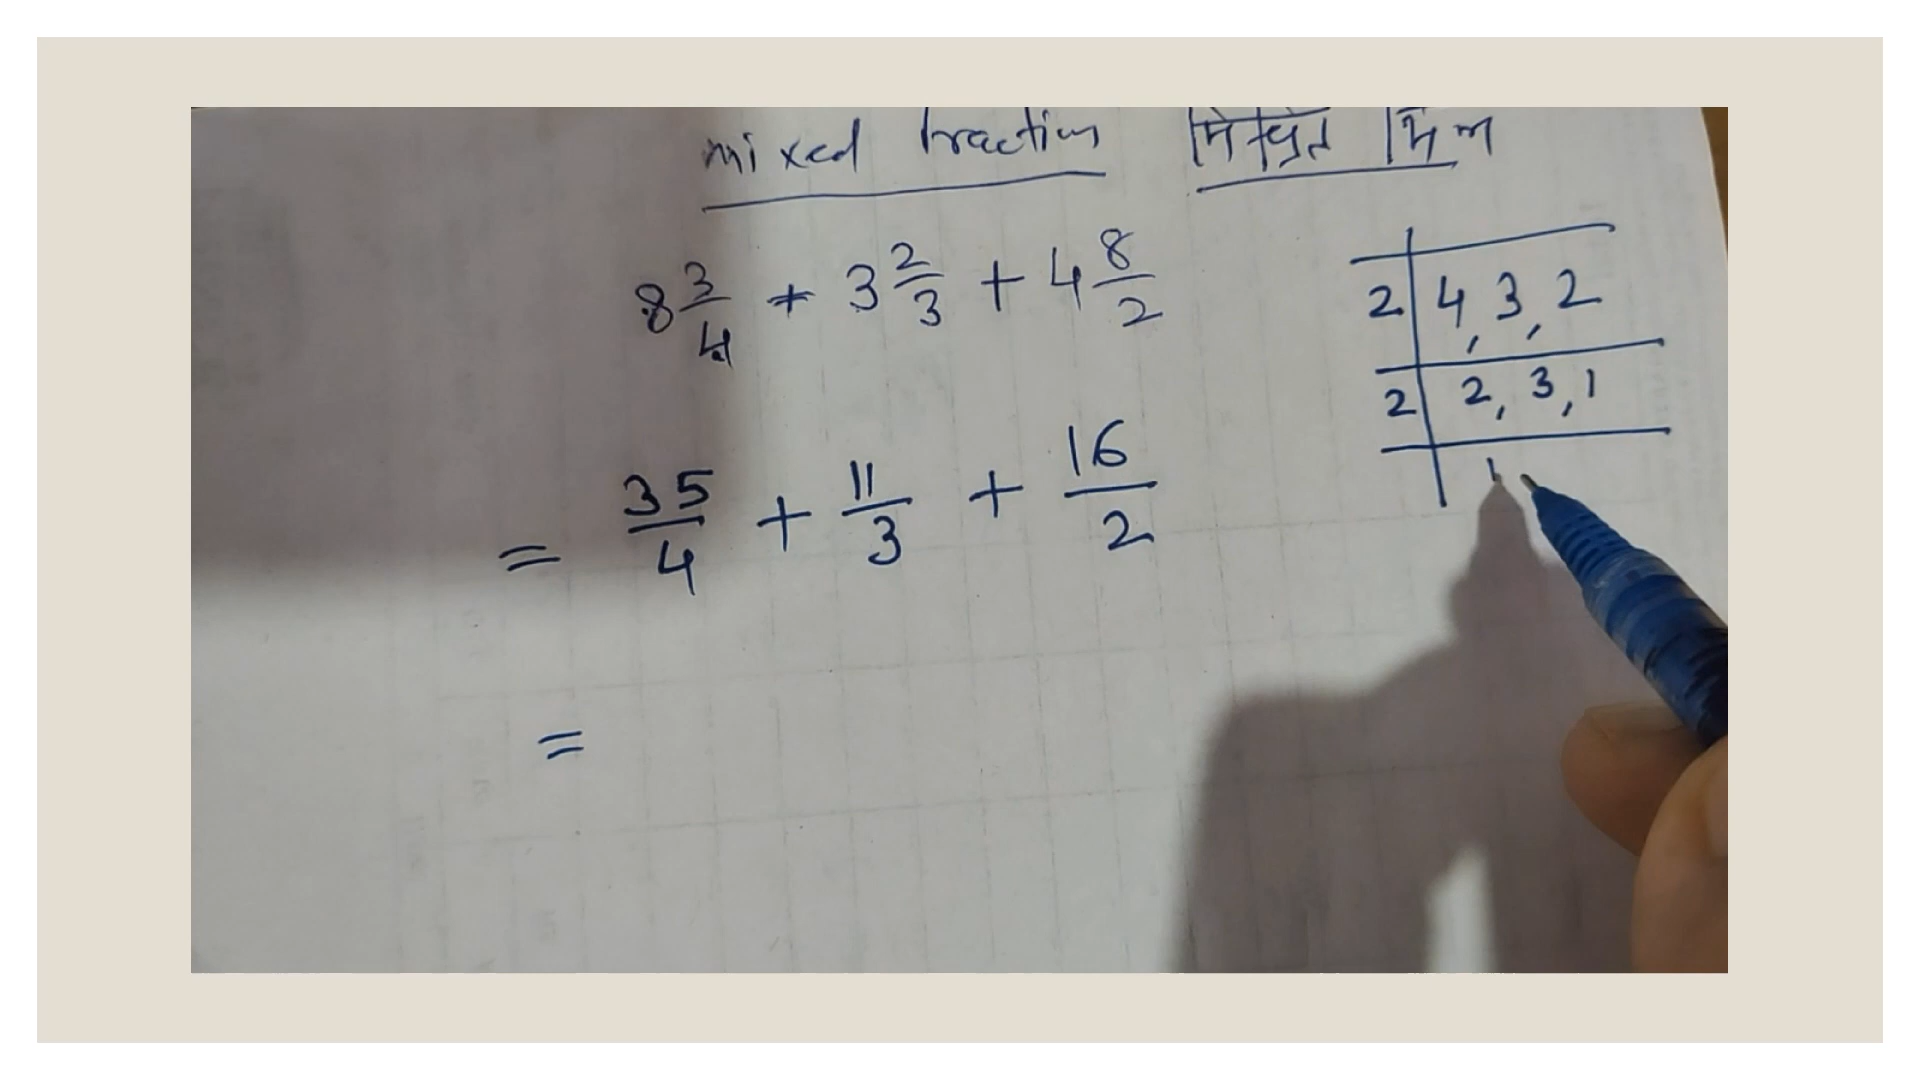 mixed fraction मिश्रित भिन्न
8 3/4 + 3 2/3 + 4 8/2
= 35/4 + 11/3 + 16/2
=
2 | 4, 3, 2
2 | 2, 3, 1
| 1